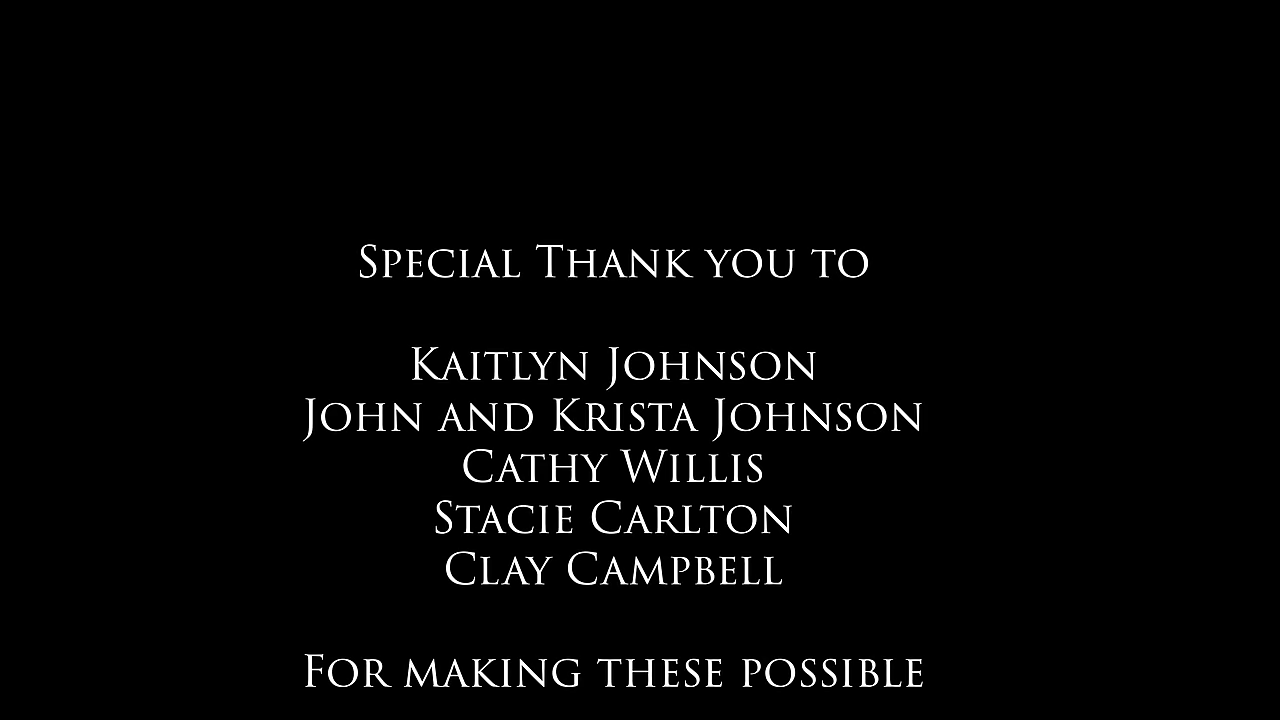 Special Thank you to
Kaitlyn Johnson
John and Krista Johnson
Cathy Willis
Stacie Carlton
Clay Campbell
For making these possible